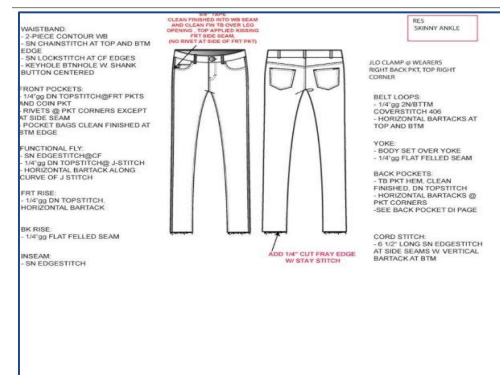 WAISTBAND:
- 2-PIECE CONTOUR WB
- SN CHAINSTITCH AT TOP AND BTM
EDGE
- SN LOCKSTITCH AT CF EDGES
- KEYHOLE BTNHOLE W. SHANK
BUTTON CENTERED
FRONT POCKETS:
- 1/4"gg DN TOPSTITCH@FRT PKTS
AND COIN PKT
- RIVETS @ PKT CORNERS EXCEPT
AT SIDE SEAM
- POCKET BAGS CLEAN FINISHED AT
BTM EDGE
FUNCTIONAL FLY:
- SN EDGESTITCH@CF
- 1/4"gg DN TOPSTITCH@ J-STITCH
- HORIZONTAL BARTACK ALONG
CURVE OF J STITCH
FRT RISE:
- 1/4"gg DN TOPSTITCH.
HORIZONTAL BARTACK
BK RISE:
- 1/4"gg FLAT FELLED SEAM
INSEAM:
- SN EDGESTITCH
TAPE
CLEAN FINISHED INTO WB SEAM
AND CLEAN FIN TB OVER LEG
OPENING , TOP APPLIED KISSING
FRT SIDE SEAM.
(NO RIVET AT SIDE OF FRT PKT)
ADD 1/4" CUT FRAY EDGE
W/ STAY STITCH
RES
SKINNY ANKLE
JLO CLAMP @ WEARERS
RIGHT BACK PKT, TOP RIGHT
CORNER
BELT LOOPS:
- 1/4"gg 2N/BTTM
COVERSTITCH 406
- HORIZONTAL BARTACKS AT
TOP AND BTM
YOKE:
- BODY SET OVER YOKE
- 1/4"gg FLAT FELLED SEAM
BACK POCKETS:
- TB PKT HEM, CLEAN
FINISHED, DN TOPSTITCH
- HORIZONTAL BARTACKS @
PKT CORNERS
-SEE BACK POCKET DI PAGE
CORD STITCH:
- 6 1/2" LONG SN EDGESTITCH
AT SIDE SEAMS W. VERTICAL
BARTACK AT BTM